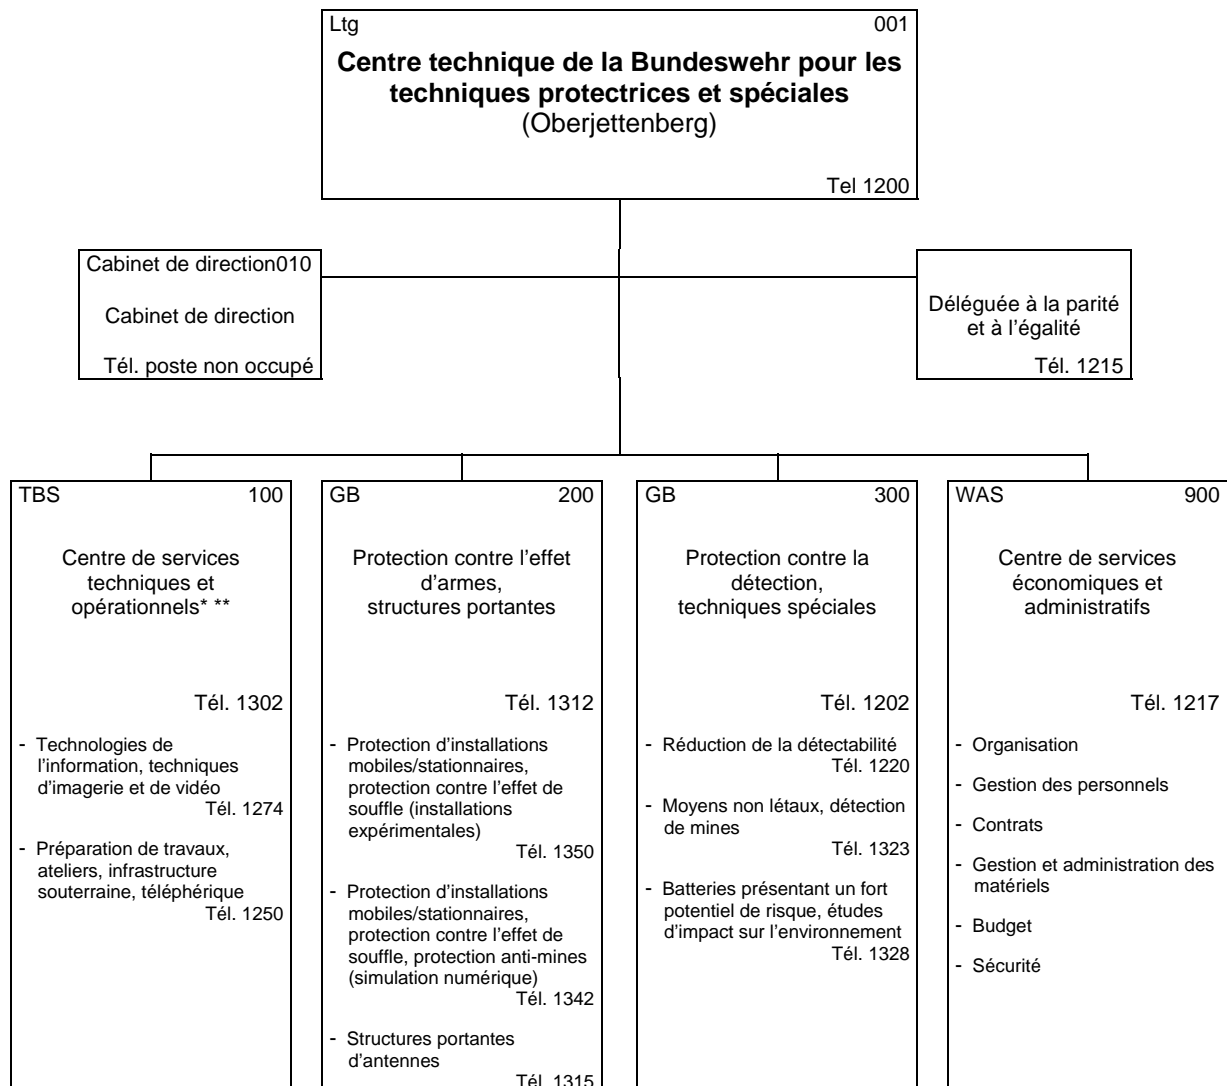 Ltg 001
Centre technique de la Bundeswehr pour les
techniques protectrices et spéciales
(Oberjettenberg)
Tel 1200
Cabinet de direction010
Cabinet de direction
Tél. poste non occupé
Déléguée à la parité
et à l'égalité
Tél. 1215
TBS 100
Centre de services
techniques et
opérationnels* **
Tél. 1302
- Technologies de
l'information, techniques
d'imagerie et de vidéo
Tél. 1274
- Préparation de travaux,
ateliers, infrastructure
souterraine, téléphérique
Tél. 1250
GB 200
Protection contre l'effet
d'armes,
structures portantes
Tél. 1312
- Protection d'installations
mobiles/stationnaires,
protection contre l'effet de
souffle (installations
expérimentales)
Tél. 1350
- Protection d'installations
mobiles/stationnaires,
protection contre l'effet de
souffle, protection anti-mines
(simulation numérique)
Tél. 1342
- Structures portantes
d'antennes
Tél. 1315
GB 300
Protection contre la
détection,
techniques spéciales
Tél. 1202
- Réduction de la détectabilité
Tél. 1220
- Moyens non létaux, détection
de mines
Tél. 1323
- Batteries présentant un fort
potentiel de risque, études
d'impact sur l'environnement
Tél. 1328
WAS 900
Centre de services
économiques et
administratifs
Tél. 1217
- Organisation
- Gestion des personnels
- Contrats
- Gestion et administration des
matériels
- Budget
- Sécurité